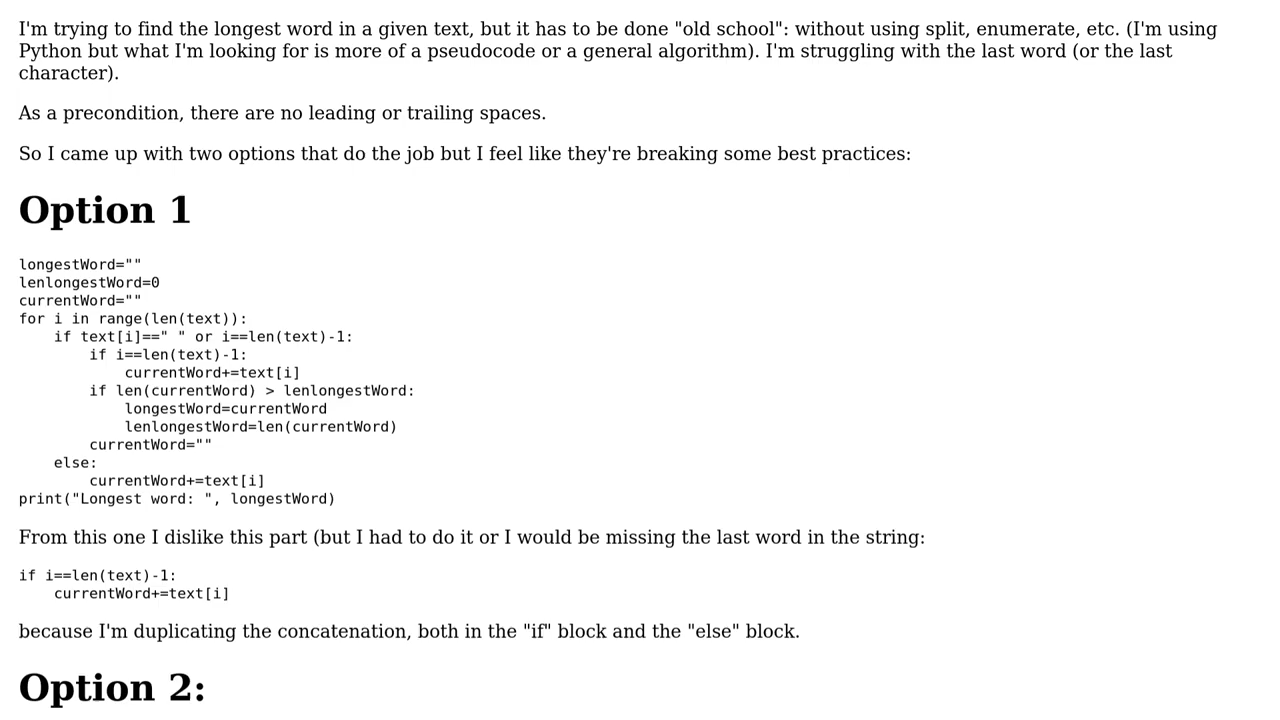 I'm trying to find the longest word in a given text, but it has to be done "old school": without using split, enumerate, etc. (I'm using
Python but what I'm looking for is more of a pseudocode or a general algorithm). I'm struggling with the last word (or the last
character).
As a precondition, there are no leading or trailing spaces.
So I came up with two options that do the job but I feel like they're breaking some best practices:
Option 1
longestWord=""
lenlongestWord=0
currentWord=""
for i in range(len(text)):
    if text[i]==" " or i==len(text)-1:
        if i==len(text)-1:
            currentWord+=text[i]
        if len(currentWord) > lenlongestWord:
            longestWord=currentWord
            lenlongestWord=len(currentWord)
        currentWord=""
    else:
        currentWord+=text[i]
print("Longest word: ", longestWord)
From this one I dislike this part (but I had to do it or I would be missing the last word in the string:
if i==len(text)-1:
    currentWord+=text[i]
because I'm duplicating the concatenation, both in the "if" block and the "else" block.
Option 2: